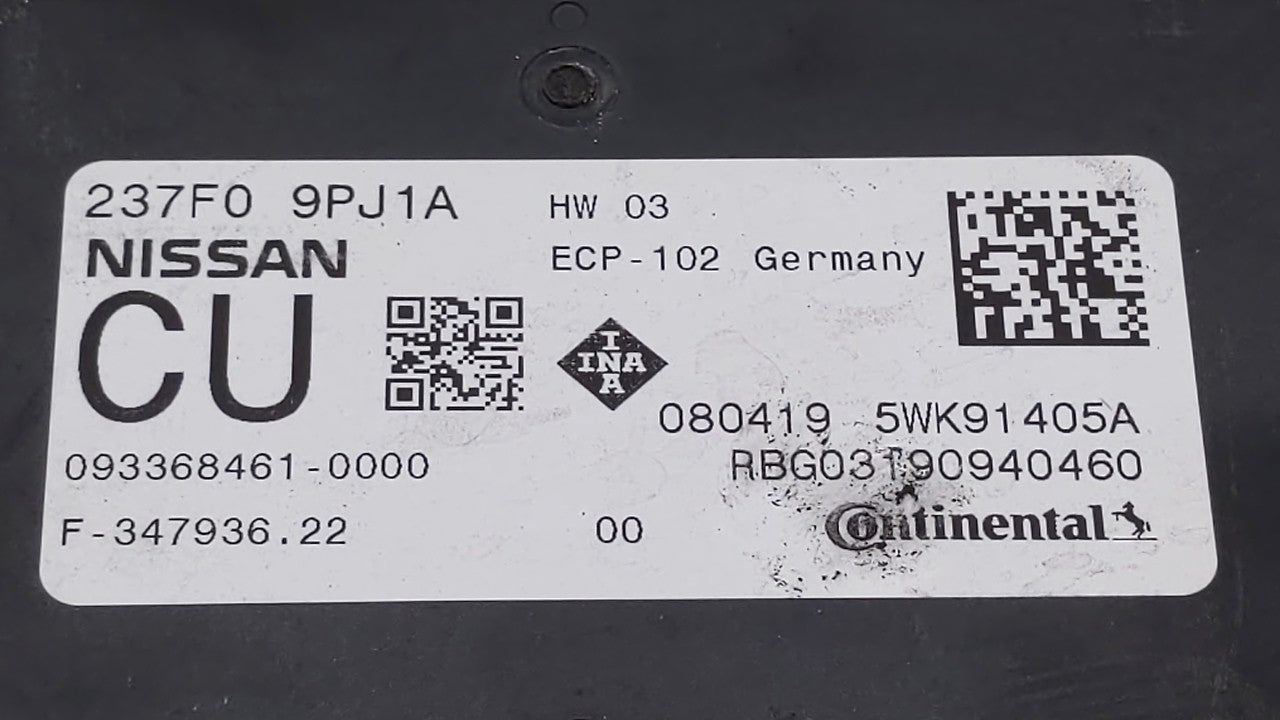 237F0 9PJ1A
HW 03
NISSAN
ECP-102 Germany
CU
INA
INA
080419 5WK91405A
093368461-0000
RBG03190940460
F-347936.22
00
Continental